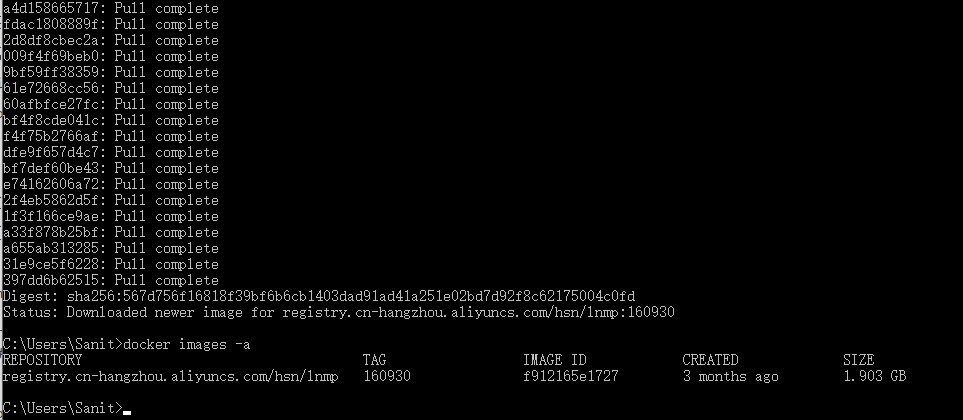 a4d158665717: Pull complete
fdac1808889f: Pull complete
2d8df8cbec2a: Pull complete
009f4f69beb0: Pull complete
9bf59ff38359: Pull complete
61e72668cc56: Pull complete
60afbfce27fc: Pull complete
bf4f8cde041c: Pull complete
f4f75b2766af: Pull complete
dfe9f657d4c7: Pull complete
bf7def60be43: Pull complete
e74162606a72: Pull complete
2f4eb5862d5f: Pull complete
1f3f166ce9ae: Pull complete
a33f878b25bf: Pull complete
a655ab313285: Pull complete
31e9ce5f6228: Pull complete
397dd6b62515: Pull complete
Digest: sha256:567d756f16818f39bf6b6cb1403dad91ad41a251e02bd7d92f8c62175004c0fd
Status: Downloaded newer image for registry.cn-hangzhou.aliyuncs.com/hsn/lnmp:160930
C:\Users\Sanit>docker images -a
REPOSITORY TAG IMAGE ID CREATED SIZE
registry.cn-hangzhou.aliyuncs.com/hsn/lnmp 160930 f912165e1727 3 months ago 1.903 GB
C:\Users\Sanit>